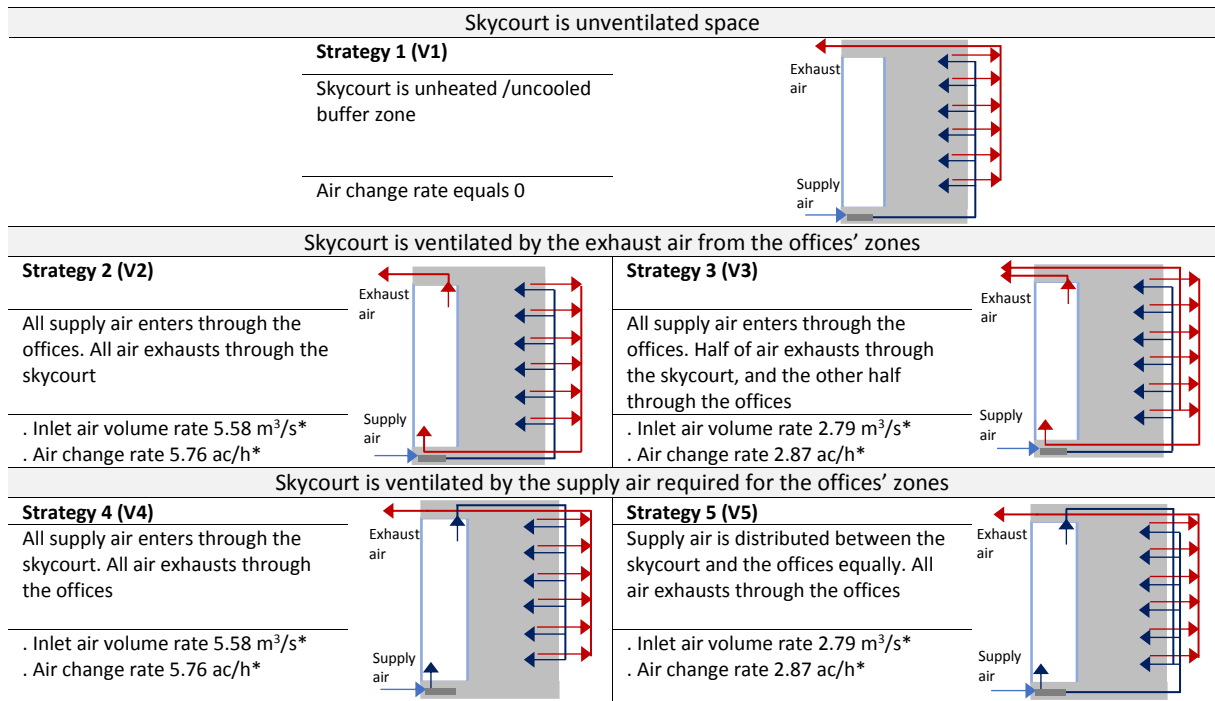 Skycourt is unventilated space
Strategy 1 (V1)
Skycourt is unheated /uncooled
buffer zone
Air change rate equals 0
Exhaust
air
Supply
air
Skycourt is ventilated by the exhaust air from the offices’ zones
Strategy 2 (V2)
All supply air enters through the
offices. All air exhausts through the
skycourt
. Inlet air volume rate 5.58 m³/s*
. Air change rate 5.76 ac/h*
Exhaust
air
Supply
air
Strategy 3 (V3)
All supply air enters through the
offices. Half of air exhausts through
the skycourt, and the other half
through the offices
. Inlet air volume rate 2.79 m³/s*
. Air change rate 2.87 ac/h*
Exhaust
air
Supply
air
Skycourt is ventilated by the supply air required for the offices’ zones
Strategy 4 (V4)
All supply air enters through the
skycourt. All air exhausts through
the offices
. Inlet air volume rate 5.58 m³/s*
. Air change rate 5.76 ac/h*
Exhaust
air
Supply
air
Strategy 5 (V5)
Supply air is distributed between the
skycourt and the offices equally. All
air exhausts through the offices
. Inlet air volume rate 2.79 m³/s*
. Air change rate 2.87 ac/h*
Exhaust
air
Supply
air